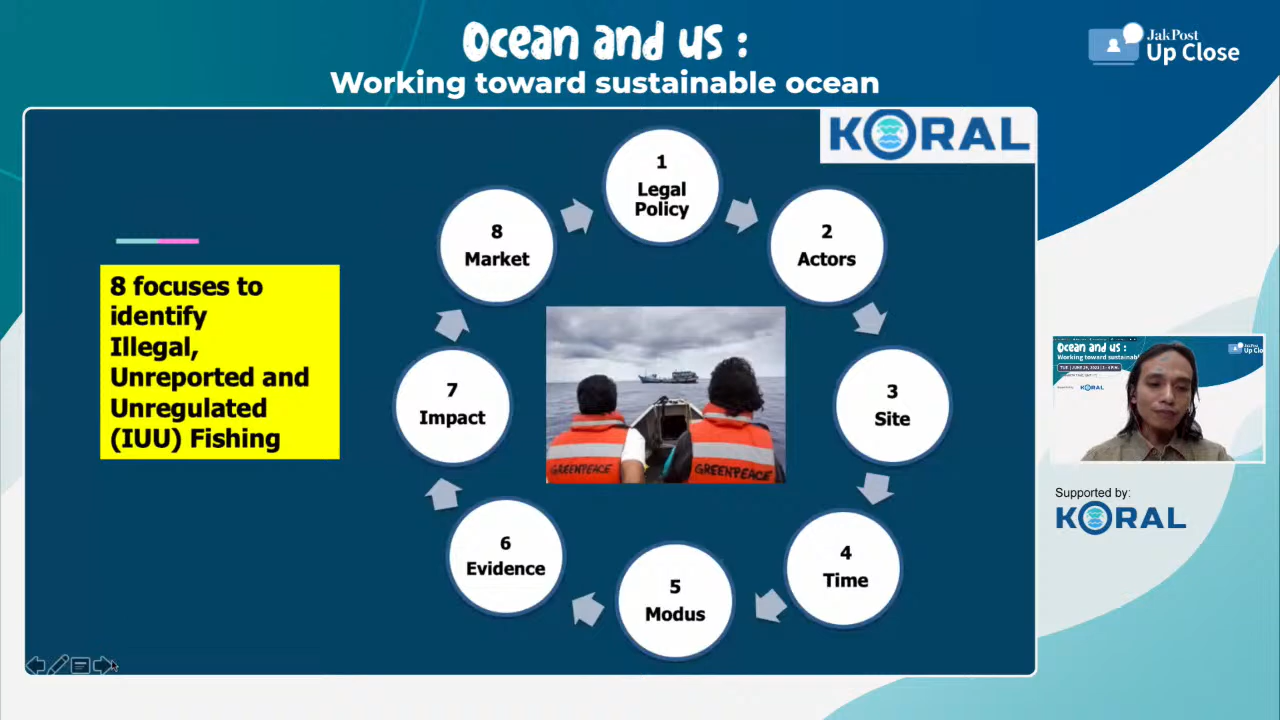 Ocean and us :
Working toward sustainable ocean
JakPost
Up Close
KORAL
8 focuses to
identify
Illegal,
Unreported and
Unregulated
(IUU) Fishing
1
Legal
Policy
2
Actors
3
Site
4
Time
5
Modus
6
Evidence
7
Impact
8
Market
GREENPEACE
GREENPEACE
Ocean and us :
Working toward sustainab
Up Clo
KORAL
Supported by:
KORAL